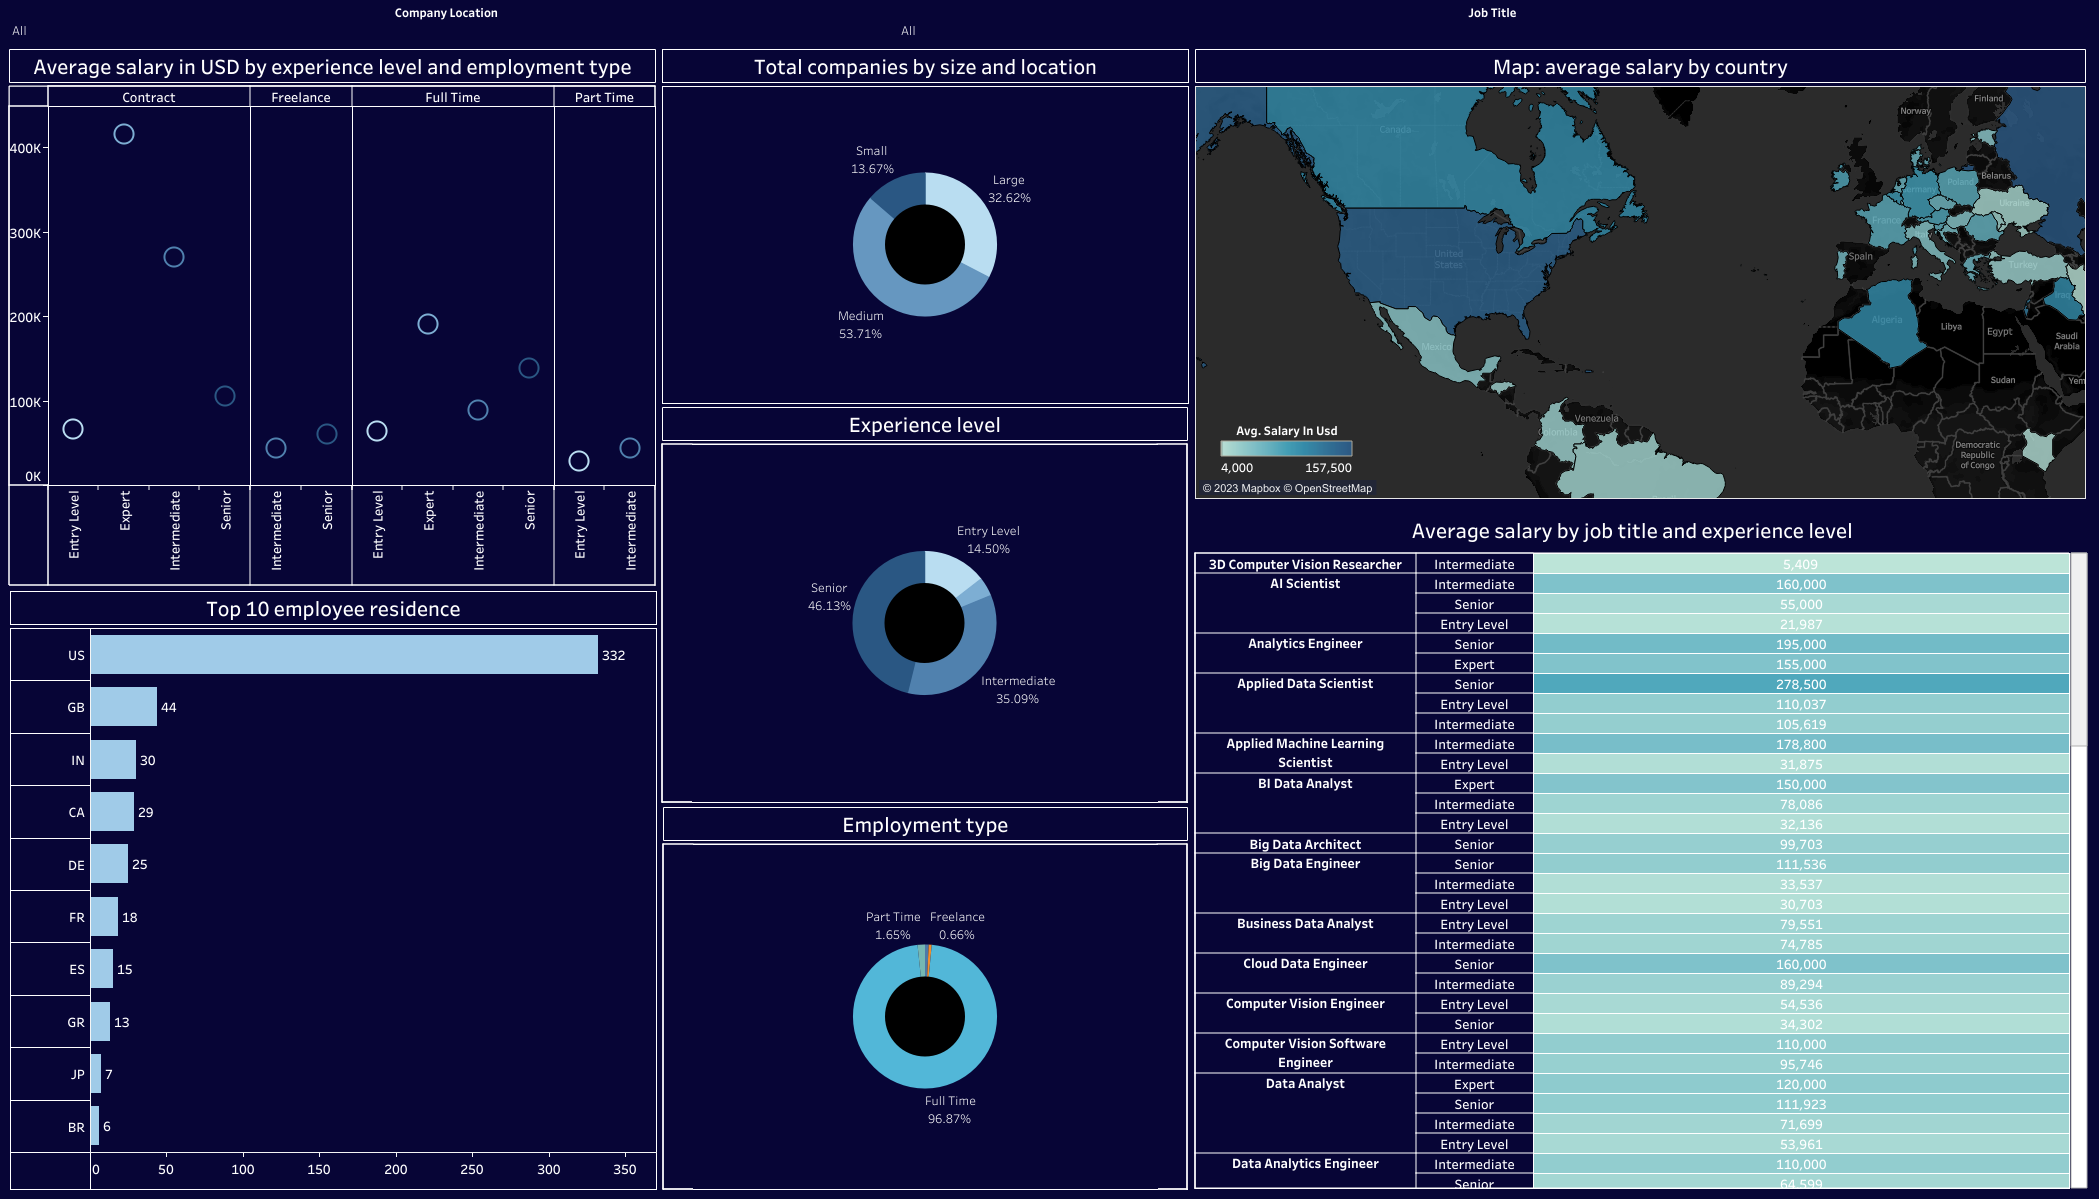 Company Location
Job Title
All
All
Average salary in USD by experience level and employment type
Contract
Freelance
Full Time
Part Time
400K
300K
200K
100K
0K
Entry Level
Expert
Intermediate
Senior
Intermediate
Senior
Entry Level
Expert
Intermediate
Senior
Entry Level
Intermediate
Top 10 employee residence
US 332
GB 44
IN 30
CA 29
DE 25
FR 18
ES 15
GR 13
JP 7
BR 6
0 50 100 150 200 250 300 350
Total companies by size and location
Small
13.67%
Large
32.62%
Medium
53.71%
Experience level
Entry Level
14.50%
Senior
46.13%
Intermediate
35.09%
Employment type
Part Time
1.65%
Freelance
0.66%
Full Time
96.87%
Map: average salary by country
Finland
Norway
Canada
Belarus
Poland
Germany
Ukraine
France
United
States
Spain
Turkey
Iraq
Algeria
Libya
Egypt
Saudi
Arabia
Mexico
Sudan
Yem
Venezuela
Colombia
Democratic
Republic
of Congo
Avg. Salary In Usd
4,000 157,500
© 2023 Mapbox © OpenStreetMap
Average salary by job title and experience level
3D Computer Vision Researcher Intermediate 5,409
AI Scientist Intermediate 160,000
Senior 55,000
Entry Level 21,987
Analytics Engineer Senior 195,000
Expert 155,000
Applied Data Scientist Senior 278,500
Entry Level 110,037
Intermediate 105,619
Applied Machine Learning Intermediate 178,800
Scientist Entry Level 31,875
BI Data Analyst Expert 150,000
Intermediate 78,086
Entry Level 32,136
Big Data Architect Senior 99,703
Big Data Engineer Senior 111,536
Intermediate 33,537
Entry Level 30,703
Business Data Analyst Entry Level 79,551
Intermediate 74,785
Cloud Data Engineer Senior 160,000
Intermediate 89,294
Computer Vision Engineer Entry Level 54,536
Senior 34,302
Computer Vision Software Entry Level 110,000
Engineer Intermediate 95,746
Data Analyst Expert 120,000
Senior 111,923
Intermediate 71,699
Entry Level 53,961
Data Analytics Engineer Intermediate 110,000
Senior 64,599